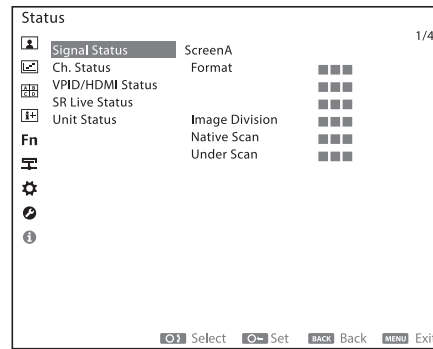 Status
1/4
Signal Status ScreenA
Ch. Status Format
VPID/HDMI Status
SR Live Status
Unit Status Image Division
Native Scan
Under Scan
Fn
Select Set BACK Back MENU Exit